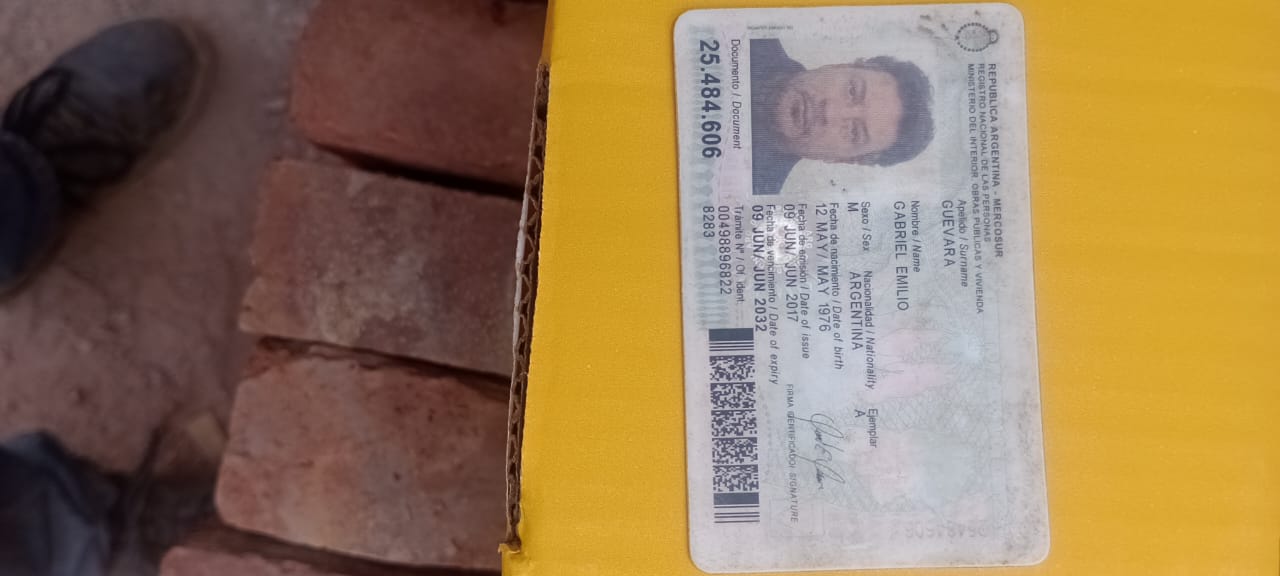 REPUBLICA ARGENTINA - MERCOSUR
REGISTRO NACIONAL DE LAS PERSONAS
MINISTERIO DEL INTERIOR, OBRAS PÚBLICAS Y VIVIENDA
Apellido / Surname
GUEVARA
Nombre / Name
GABRIEL EMILIO
Sexo / Sex Nacionalidad / Nationality Ejemplar
M ARGENTINA A
Fecha de nacimiento / Date of birth
12 MAY/ MAY 1976
Fecha de emisión / Date of issue
09 JUN/ JUN 2017
Fecha de vencimiento / Date of expiry
09 JUN/ JUN 2032
FIRMA IDENTIFICADO/ SIGNATURE
Documento / Document
25.484.606
Trámite Nº / Of. ident.
00498896822
8283